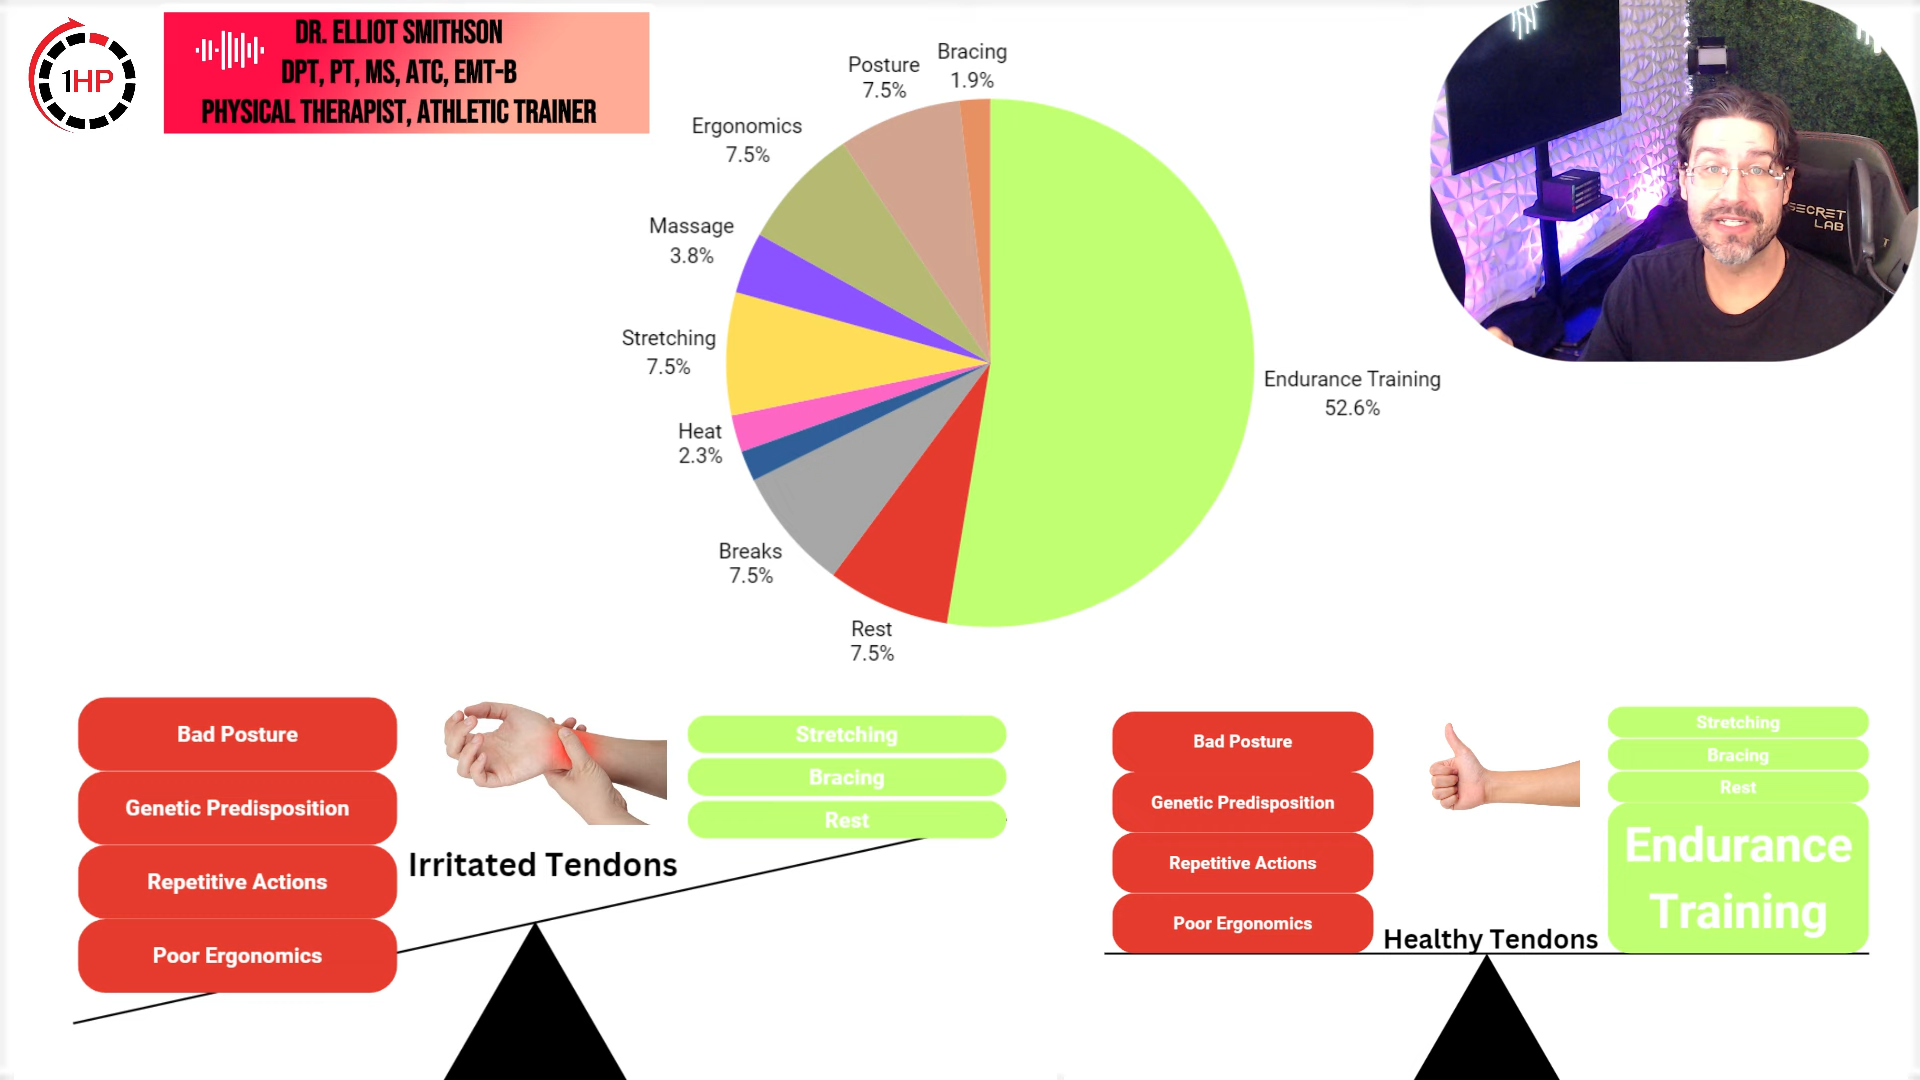 1HP
DR. ELLIOT SMITHSON
DPT, PT, MS, ATC, EMT-B
PHYSICAL THERAPIST, ATHLETIC TRAINER
Bracing
1.9%
Posture
7.5%
Ergonomics
7.5%
Massage
3.8%
Stretching
7.5%
Heat
2.3%
Breaks
7.5%
Rest
7.5%
Endurance Training
52.6%
SECRET
LAB
T
Bad Posture
Genetic Predisposition
Repetitive Actions
Poor Ergonomics
Irritated Tendons
Stretching
Bracing
Rest
Bad Posture
Genetic Predisposition
Repetitive Actions
Poor Ergonomics
Healthy Tendons
Stretching
Bracing
Rest
Endurance
Training